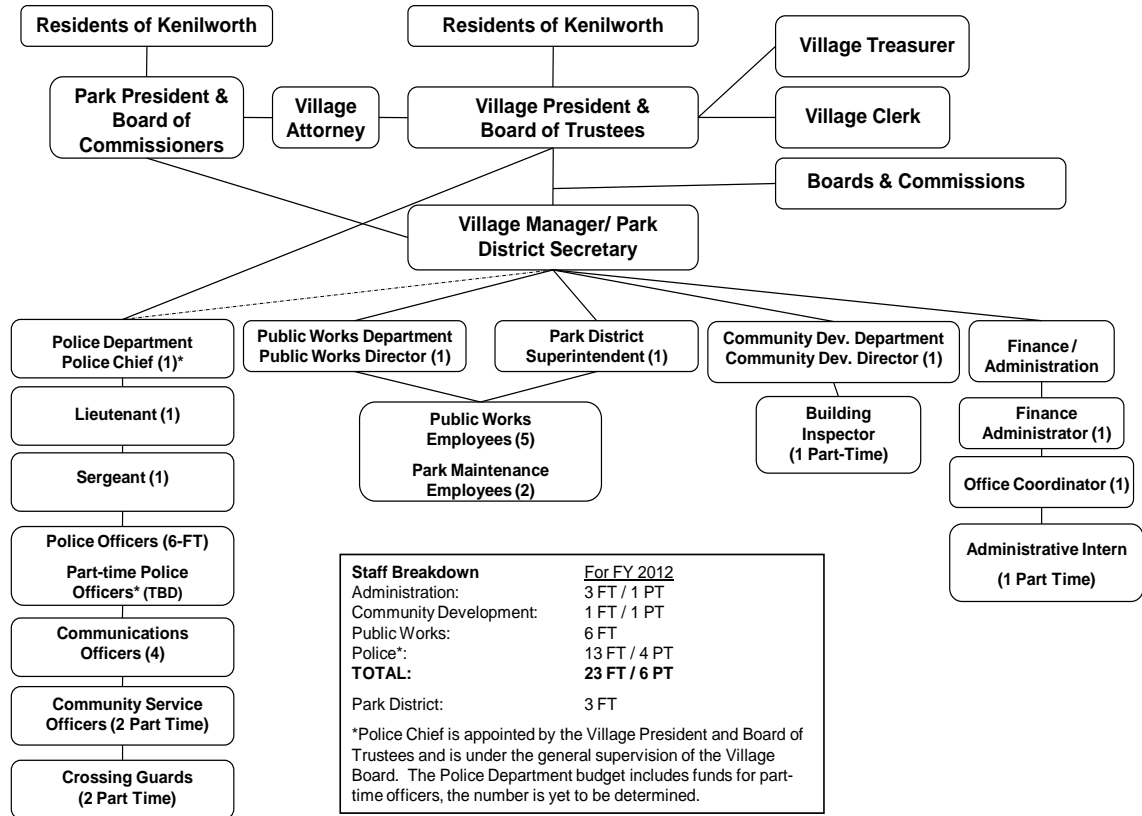 Residents of Kenilworth
Residents of Kenilworth
Village Treasurer
Park President &
Board of
Commissioners
Village
Attorney
Village President &
Board of Trustees
Village Clerk
Boards & Commissions
Village Manager/ Park
District Secretary
Police Department
Police Chief (1)*
Public Works Department
Public Works Director (1)
Park District
Superintendent (1)
Community Dev. Department
Community Dev. Director (1)
Finance /
Administration
Lieutenant (1)
Sergeant (1)
Police Officers (6-FT)
Part-time Police
Officers* (TBD)
Communications
Officers (4)
Community Service
Officers (2 Part Time)
Crossing Guards
(2 Part Time)
Public Works
Employees (5)
Park Maintenance
Employees (2)
Building
Inspector
(1 Part-Time)
Finance
Administrator (1)
Office Coordinator (1)
Administrative Intern
(1 Part Time)
Staff Breakdown For FY 2012
Administration: 3 FT / 1 PT
Community Development: 1 FT / 1 PT
Public Works: 6 FT
Police*: 13 FT / 4 PT
TOTAL: 23 FT / 6 PT
Park District: 3 FT
*Police Chief is appointed by the Village President and Board of
Trustees and is under the general supervision of the Village
Board. The Police Department budget includes funds for part-
time officers, the number is yet to be determined.